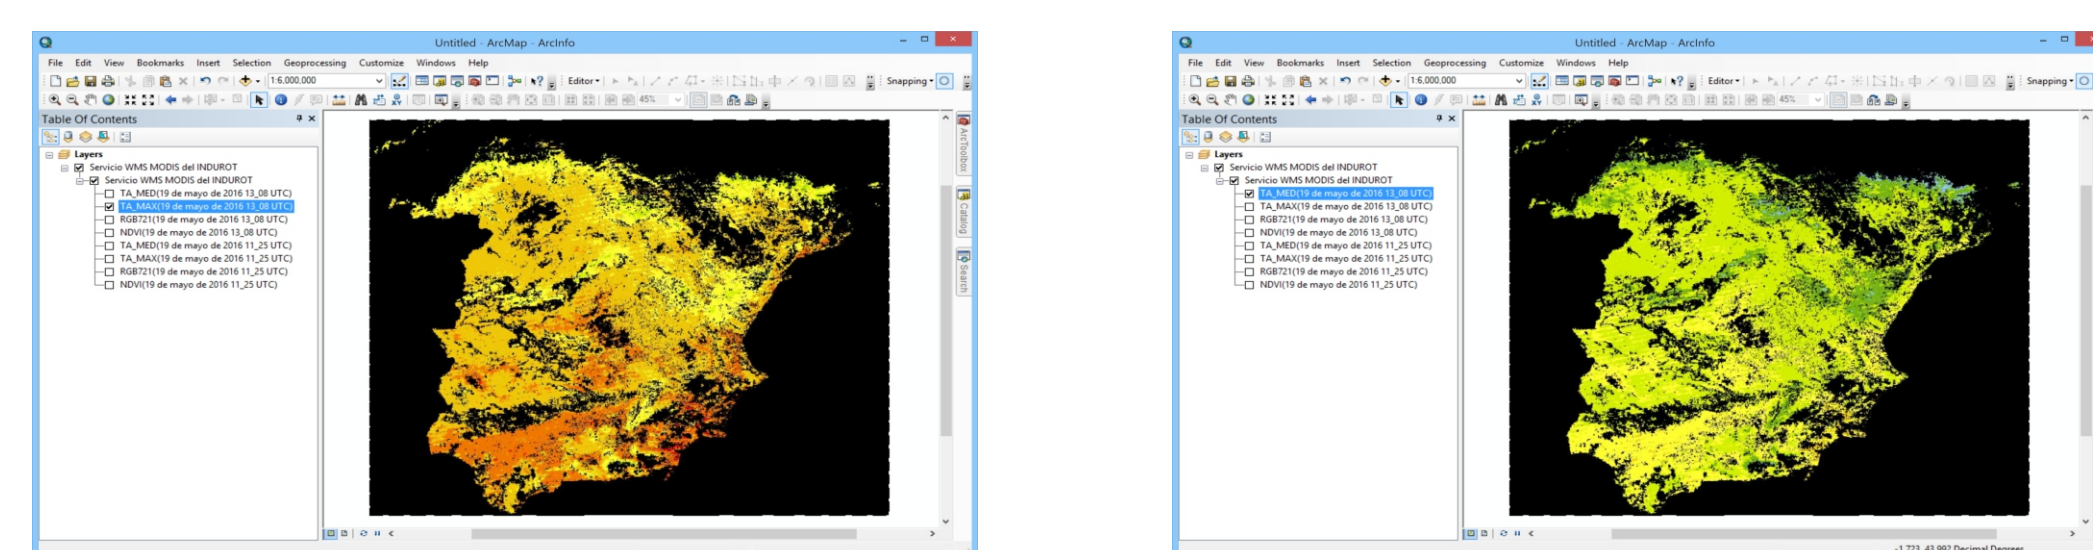 Untitled - ArcMap - ArcInfo
File Edit View Bookmarks Insert Selection Geoprocessing Customize Windows Help
1:6,000,000
Editor
Snapping
45%
Table Of Contents
Layers
Servicio WMS MODIS del INDUROT
Servicio WMS MODIS del INDUROT
TA_MED(19 de mayo de 2016 13_08 UTC)
TA_MAX(19 de mayo de 2016 13_08 UTC)
RGB721(19 de mayo de 2016 13_08 UTC)
NDVI(19 de mayo de 2016 13_08 UTC)
TA_MED(19 de mayo de 2016 11_25 UTC)
TA_MAX(19 de mayo de 2016 11_25 UTC)
RGB721(19 de mayo de 2016 11_25 UTC)
NDVI(19 de mayo de 2016 11_25 UTC)
ArcToolbox
Catalog
Search
Untitled - ArcMap - ArcInfo
File Edit View Bookmarks Insert Selection Geoprocessing Customize Windows Help
1:6,000,000
Editor
Snapping
45%
Table Of Contents
Layers
Servicio WMS MODIS del INDUROT
Servicio WMS MODIS del INDUROT
TA_MED(19 de mayo de 2016 13_08 UTC)
TA_MAX(19 de mayo de 2016 13_08 UTC)
RGB721(19 de mayo de 2016 13_08 UTC)
NDVI(19 de mayo de 2016 13_08 UTC)
TA_MED(19 de mayo de 2016 11_25 UTC)
TA_MAX(19 de mayo de 2016 11_25 UTC)
RGB721(19 de mayo de 2016 11_25 UTC)
NDVI(19 de mayo de 2016 11_25 UTC)
-1,723 43,992 Decimal Degrees